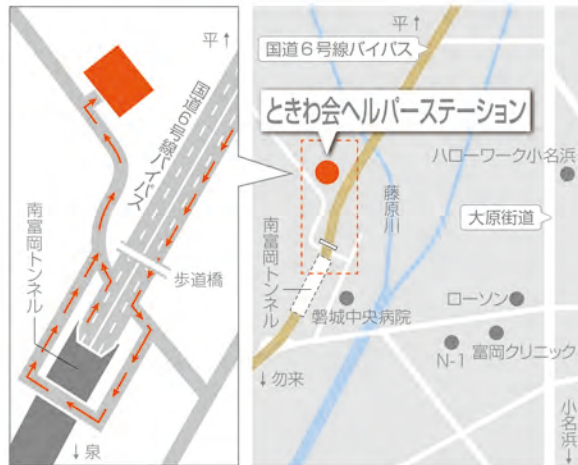 平↑
国道６号線バイパス
南富岡トンネル
歩道橋
↓泉
平↑
国道６号線バイパス
ときわ会ヘルパーステーション
ハローワーク小名浜
藤原川
大原街道
南富岡トンネル
磐城中央病院
ローソン
N-1
富岡クリニック
↓勿来
小名浜↓